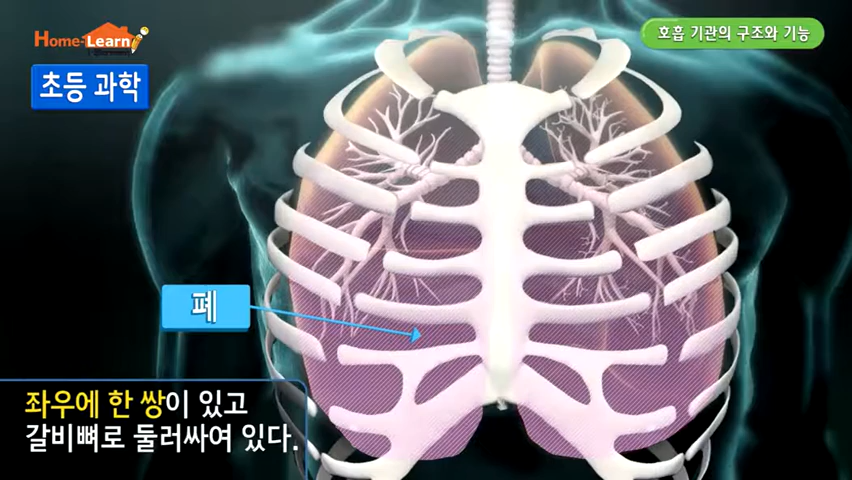 Home-Learn
호흡 기관의 구조와 기능
초등 과학
폐
좌우에 한 쌍이 있고
갈비뼈로 둘러싸여 있다.